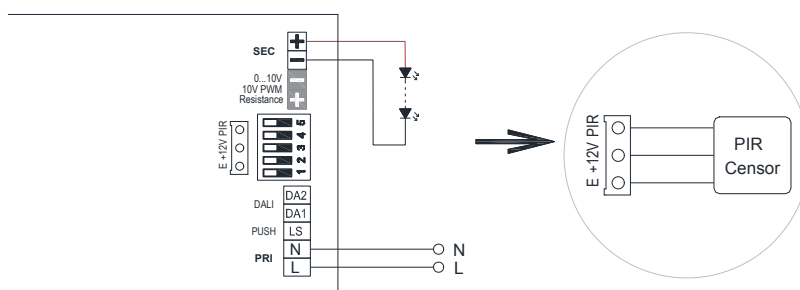 SEC
+
−
0...10V
10V PWM
Resistance
−
+
E +12V PIR
5
4
3
2
1
DALI
DA2
DA1
PUSH
LS
PRI
N
L
N
L
E +12V PIR
PIR
Censor